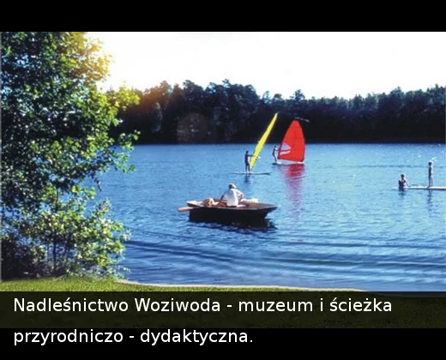 Nadleśnictwo Woziwoda - muzeum i ścieżka
przyrodniczo - dydaktyczna.